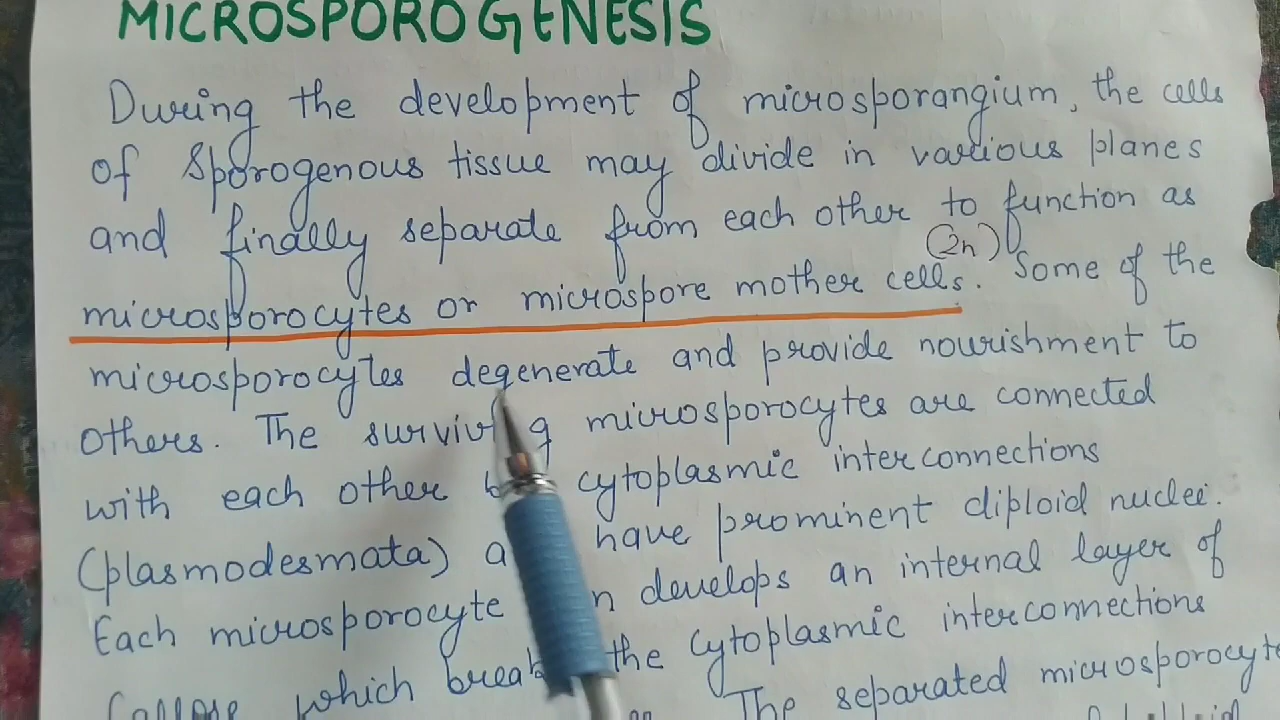 MICROSPOROGENESIS
During the development of microsporangium, the cells
of sporogenous tissue may divide in various planes
and finally separate from each other to function as
(2n)
microsporocytes or microspore mother cells. Some of the
microsporocytes degenerate and provide nourishment to
others. The microsporocytes are connected
with each other cytoplasmic interconnections
(plasmodesmata) have prominent diploid nuclei.
Each microsporocyte develops an internal layer of
which the cytoplasmic interconnections
The separated